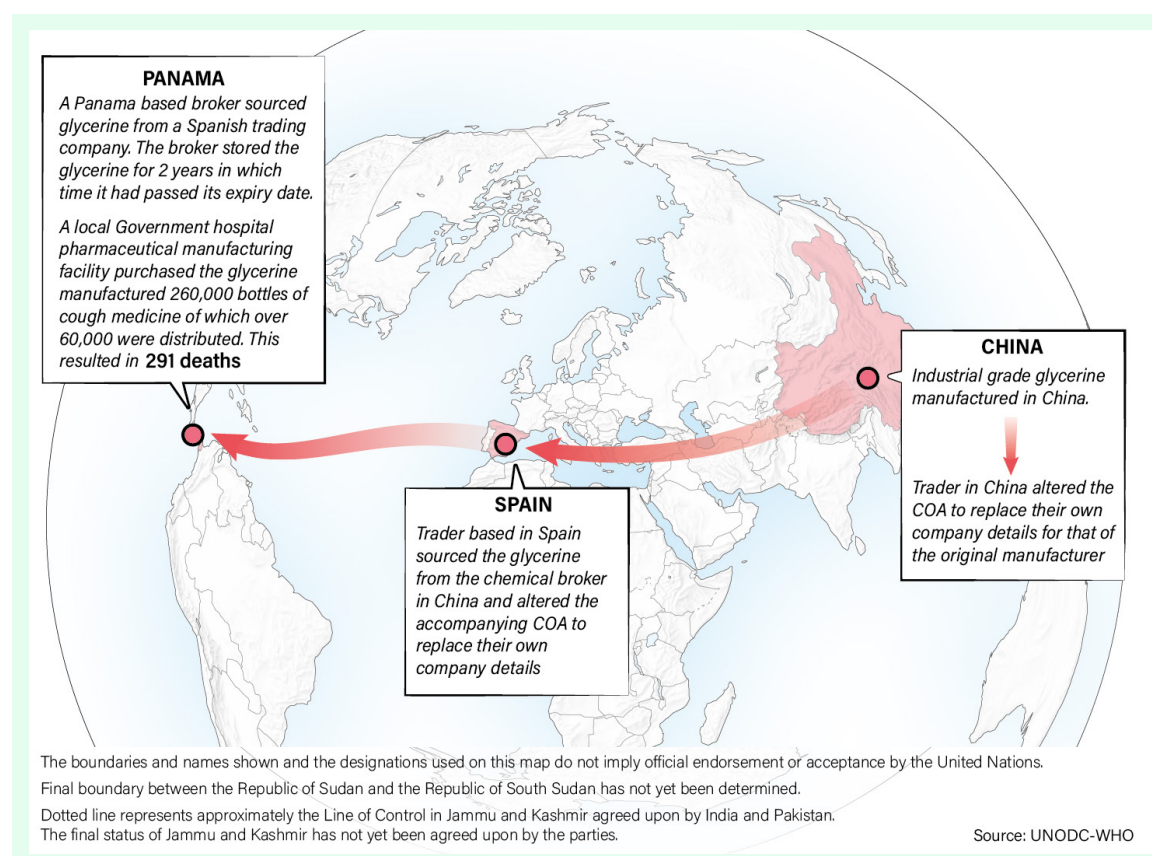 PANAMA
A Panama based broker sourced
glycerine from a Spanish trading
company. The broker stored the
glycerine for 2 years in which
time it had passed its expiry date.
A local Government hospital
pharmaceutical manufacturing
facility purchased the glycerine
manufactured 260,000 bottles of
cough medicine of which over
60,000 were distributed. This
resulted in 291 deaths
SPAIN
Trader based in Spain
sourced the glycerine
from the chemical broker
in China and altered the
accompanying COA to
replace their own
company details
CHINA
Industrial grade glycerine
manufactured in China.
Trader in China altered the
COA to replace their own
company details for that of
the original manufacturer
The boundaries and names shown and the designations used on this map do not imply official endorsement or acceptance by the United Nations.
Final boundary between the Republic of Sudan and the Republic of South Sudan has not yet been determined.
Dotted line represents approximately the Line of Control in Jammu and Kashmir agreed upon by India and Pakistan.
The final status of Jammu and Kashmir has not yet been agreed upon by the parties.
Source: UNODC-WHO